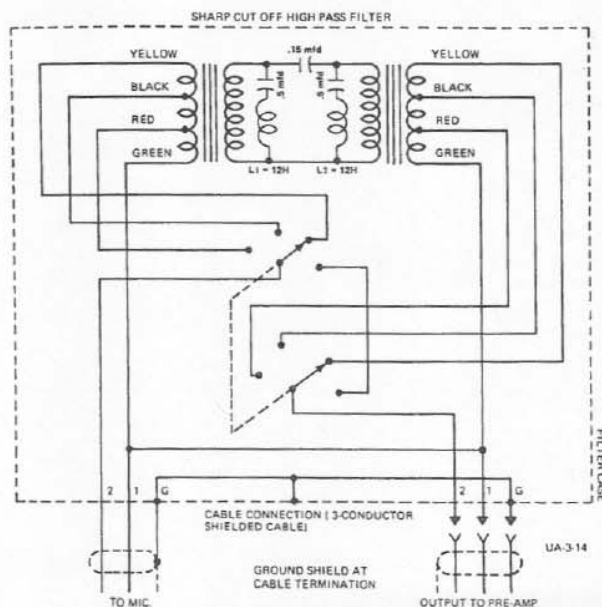 SHARP CUT OFF HIGH PASS FILTER
YELLOW
BLACK
RED
GREEN
.15 mfd
.5 mfd
.5 mfd
L1 = 12H
L2 = 12H
YELLOW
BLACK
RED
GREEN
FILTER CASE
2
1
G
CABLE CONNECTION ( 3-CONDUCTOR
SHIELDED CABLE)
2
1
G
UA-3-14
GROUND SHIELD AT
CABLE TERMINATION
TO MIC.
OUTPUT TO PRE-AMP